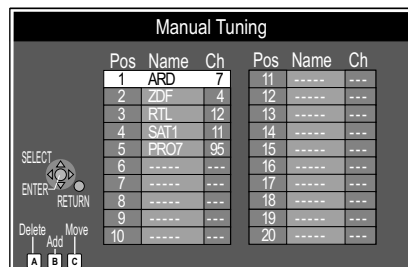 Manual Tuning
Pos Name Ch Pos Name Ch
1 ARD 7 11 ----- ---
2 ZDF 4 12 ----- ---
3 RTL 12 13 ----- ---
4 SAT1 11 14 ----- ---
5 PRO7 95 15 ----- ---
6 ----- --- 16 ----- ---
7 ----- --- 17 ----- ---
8 ----- --- 18 ----- ---
9 ----- --- 19 ----- ---
10 ----- --- 20 ----- ---
SELECT
ENTER
RETURN
Delete Add Move
A B C